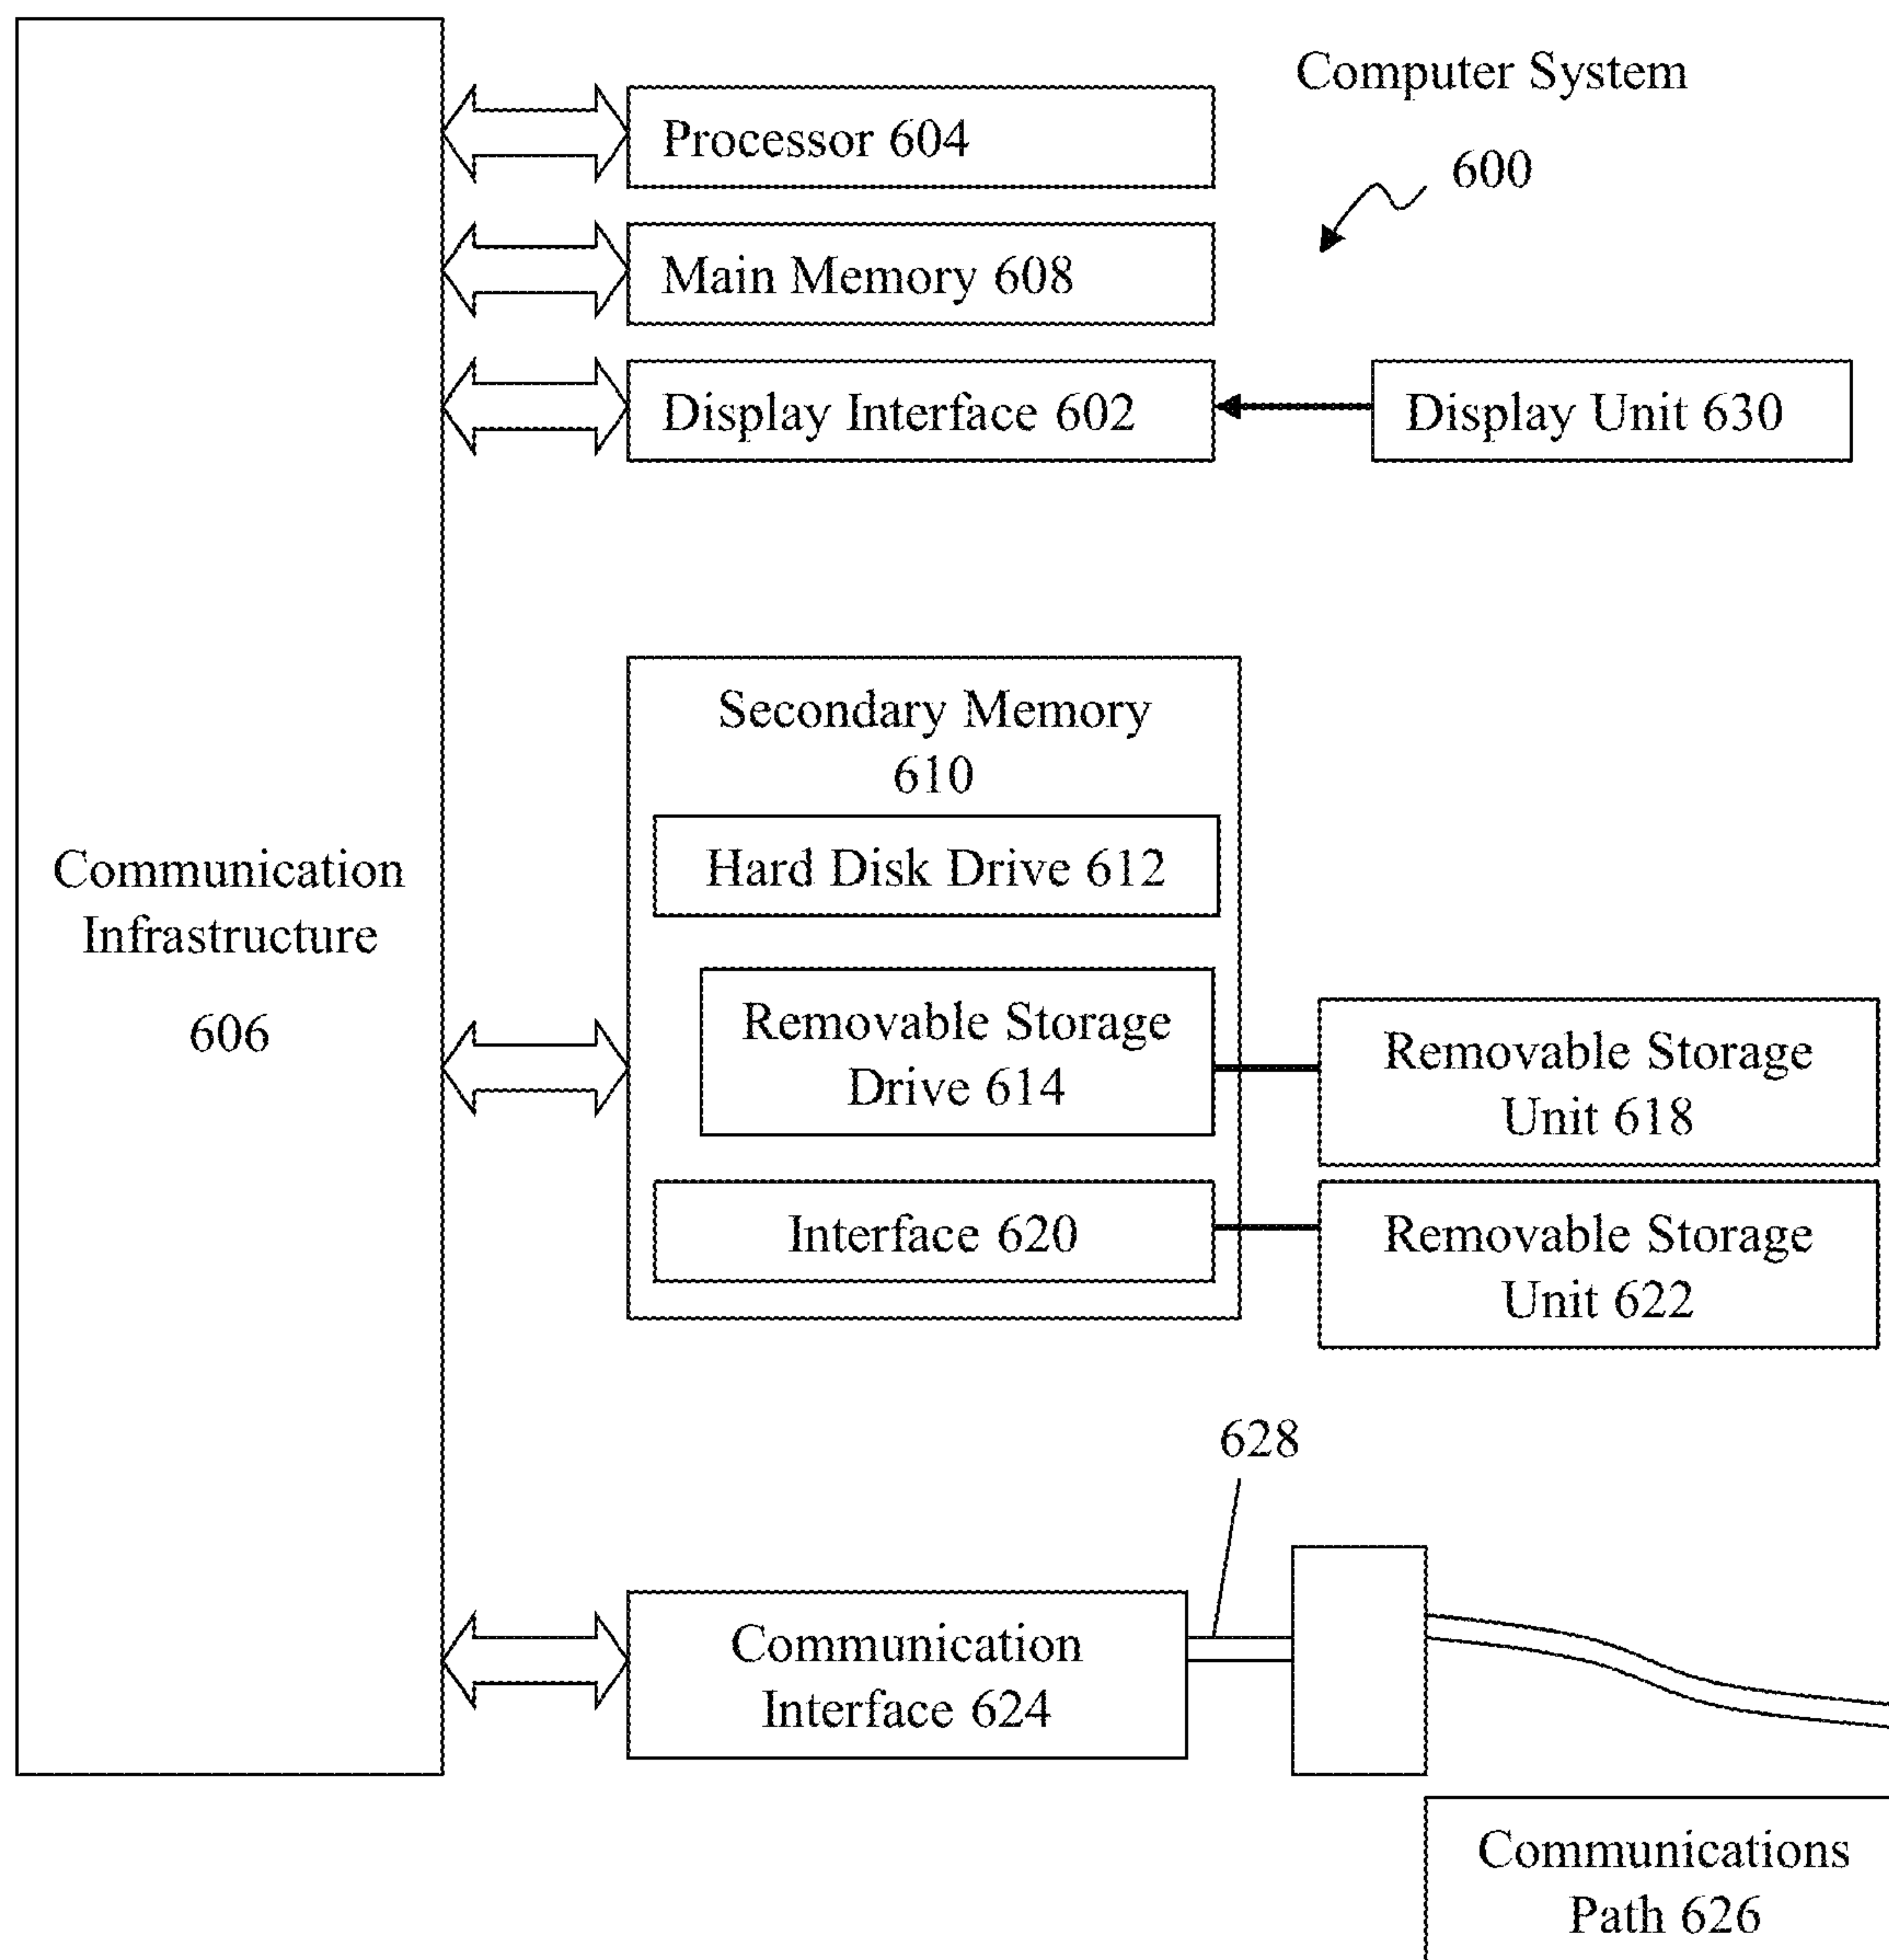 Computer System
600
Processor 604
Main Memory 608
Display Interface 602
Display Unit 630
Communication
Infrastructure
606
Secondary Memory
610
Hard Disk Drive 612
Removable Storage
Drive 614
Removable Storage
Unit 618
Interface 620
Removable Storage
Unit 622
628
Communication
Interface 624
Communications
Path 626